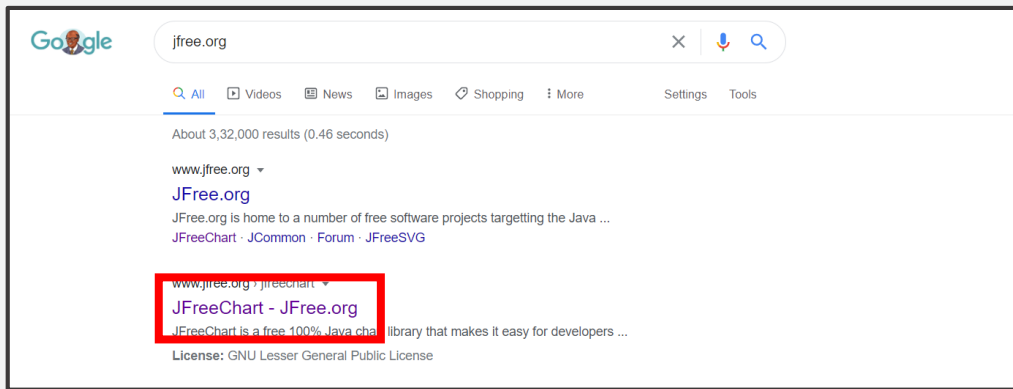 Google
jfree.org
All Videos News Images Shopping More Settings Tools
About 3,32,000 results (0.46 seconds)
www.jfree.org
JFree.org
JFree.org is home to a number of free software projects targetting the Java ...
JFreeChart · JCommon · Forum · JFreeSVG
www.jfree.org › jfreechart
JFreeChart - JFree.org
JFreeChart is a free 100% Java chart library that makes it easy for developers ...
License: GNU Lesser General Public License